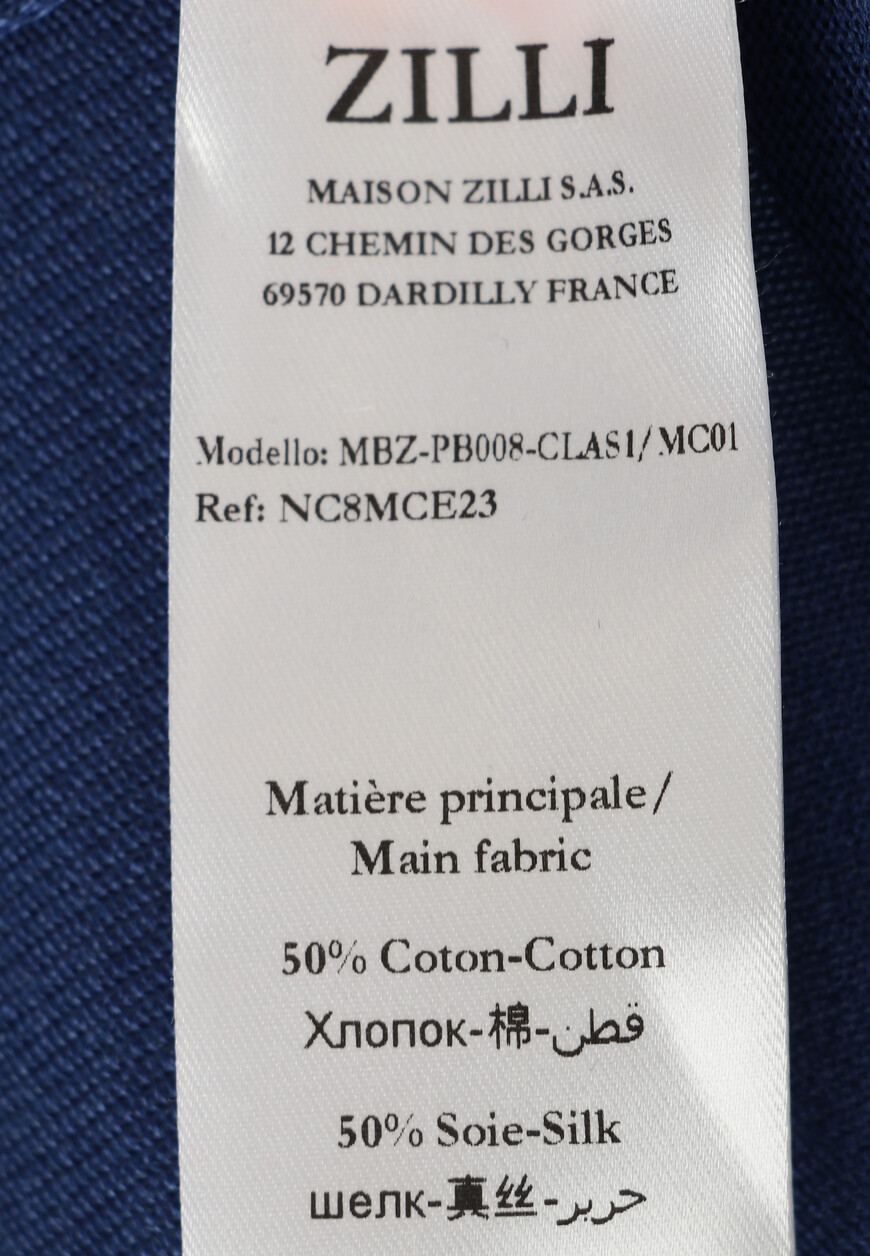 ZILLI
MAISON ZILLI S.A.S.
12 CHEMIN DES GORGES
69570 DARDILLY FRANCE
Modello: MBZ-PB008-CLAS1/MC01
Ref: NC8MCE23
Matière principale/
Main fabric
50% Coton-Cotton
Хлопок-棉-قطن
50% Soie-Silk
шелк-真丝-حربر